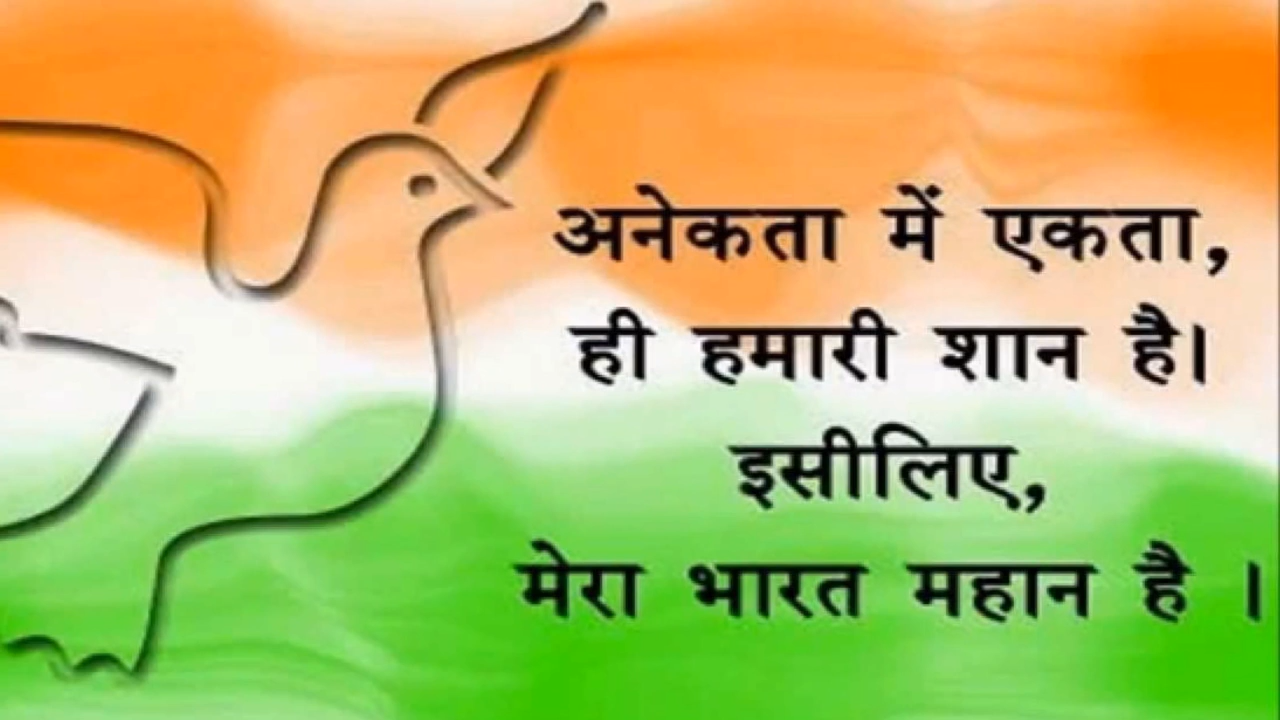 अनेकता में एकता,
ही हमारी शान है।
इसीलिए,
मेरा भारत महान है ।